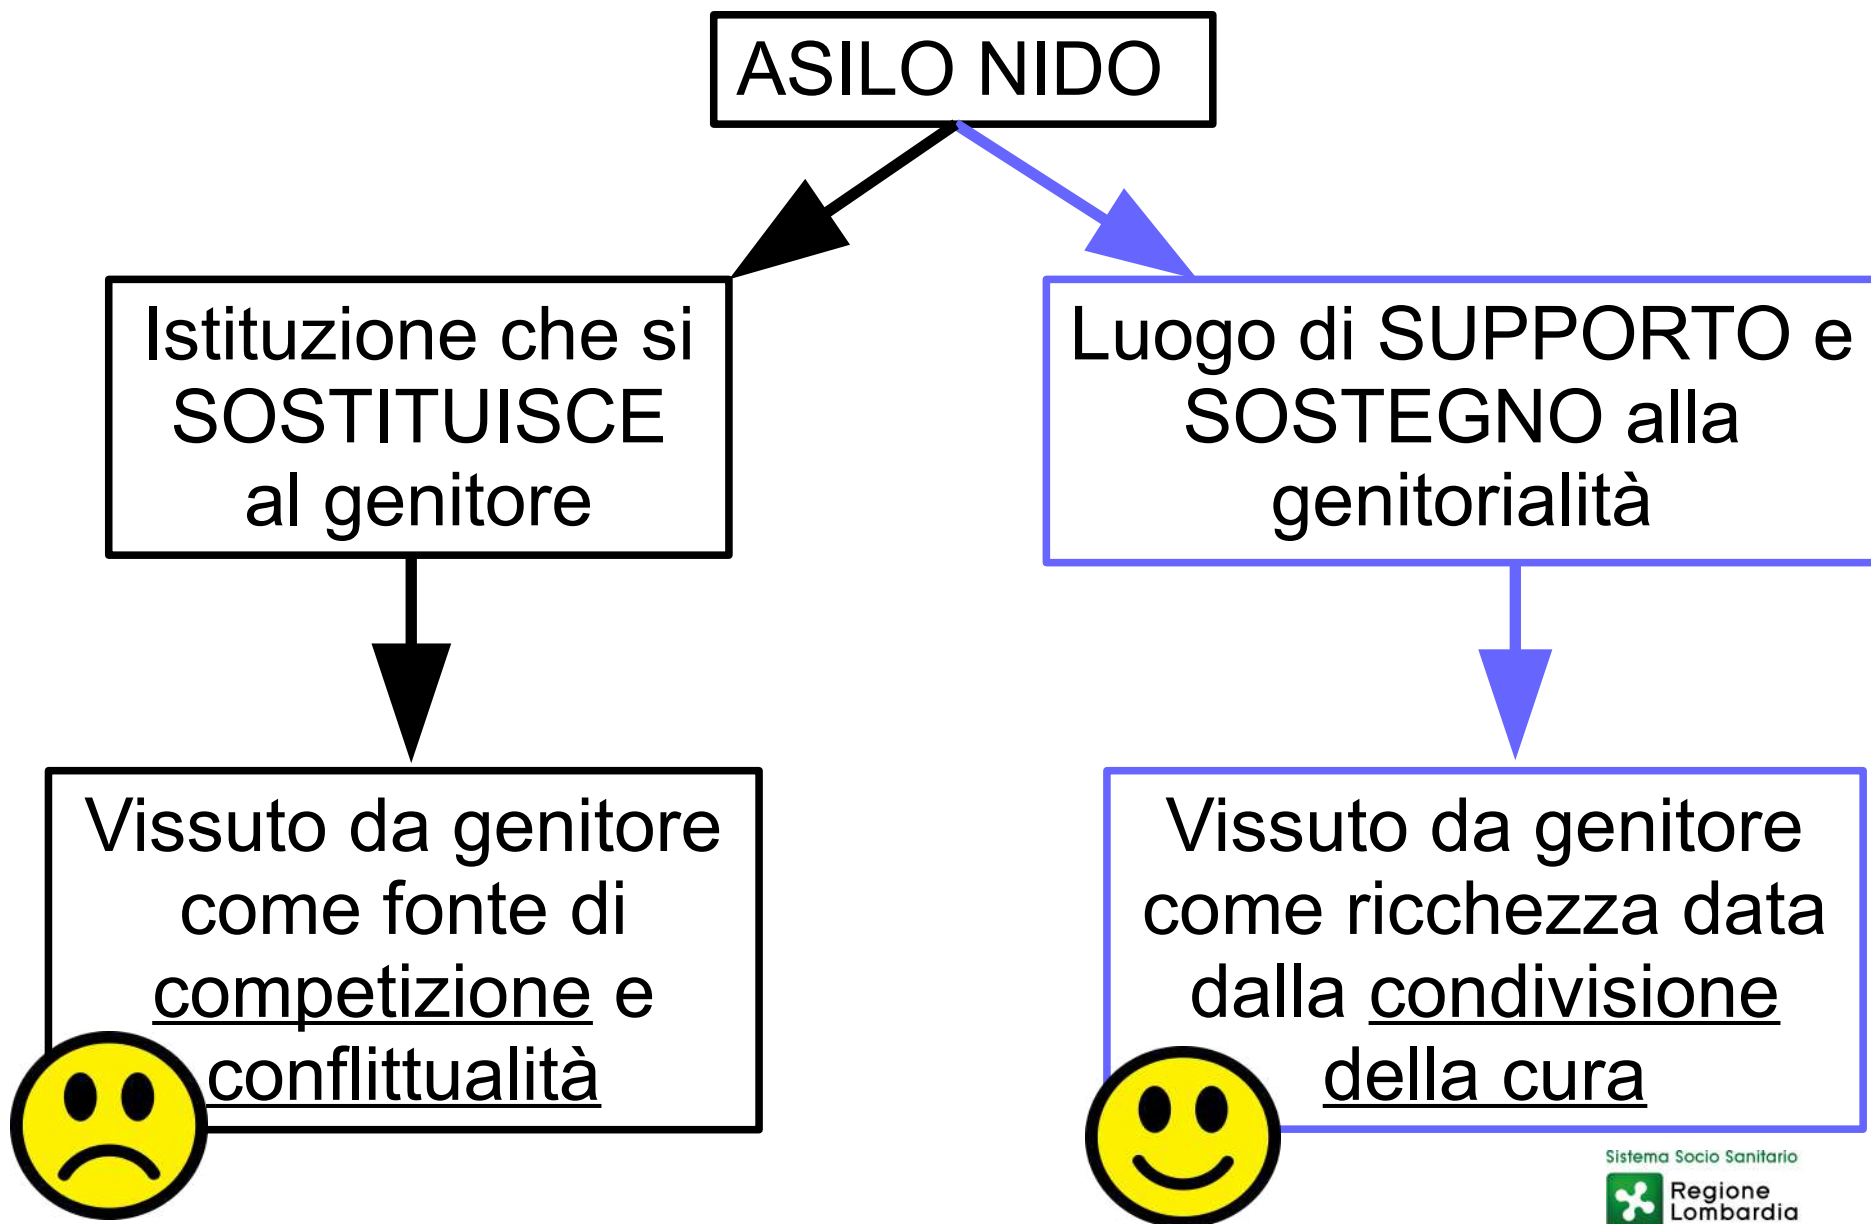 ASILO NIDO
Istituzione che si
SOSTITUISCE
al genitore
Luogo di SUPPORTO e
SOSTEGNO alla
genitorialità
Vissuto da genitore
come fonte di
competizione e
conflittualità
Vissuto da genitore
come ricchezza data
dalla condivisione
della cura
Sistema Socio Sanitario
Regione
Lombardia